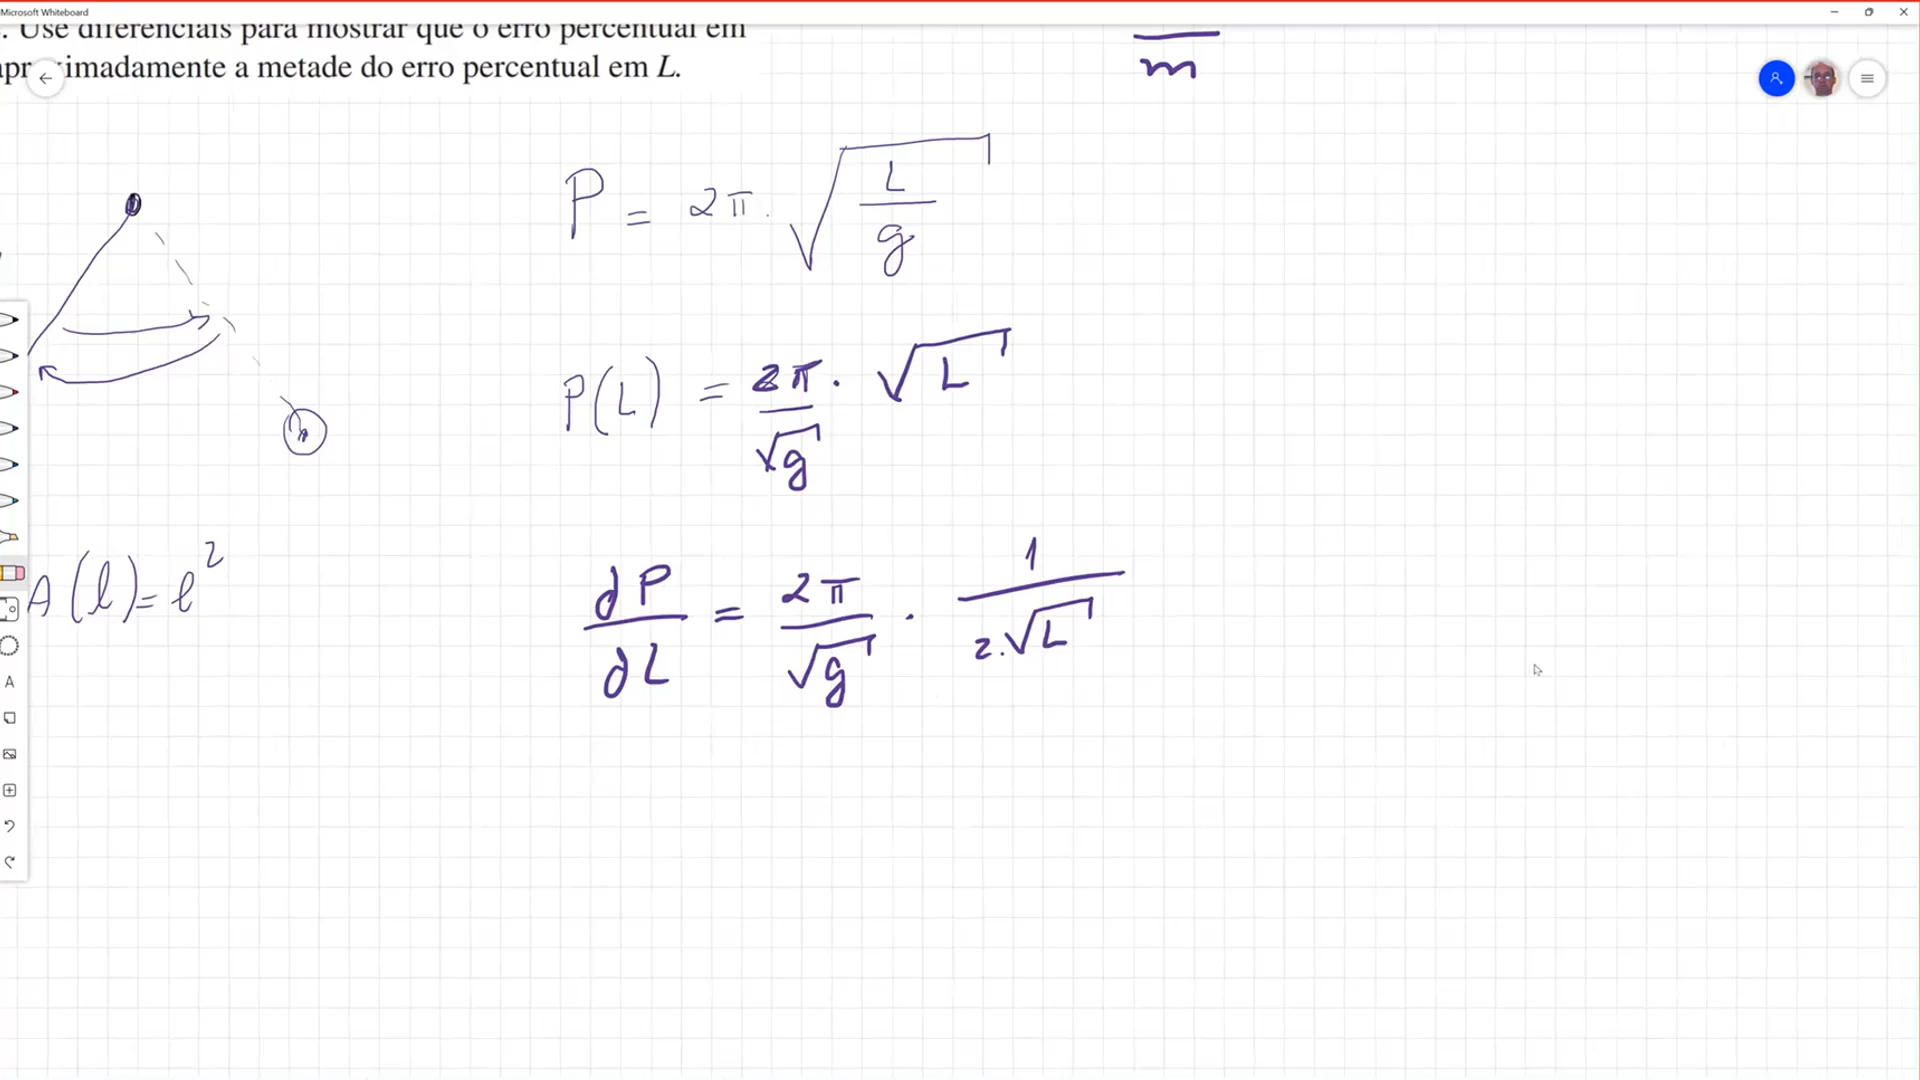 Microsoft Whiteboard
. Use diferenciais para mostrar que o erro percentual em
aproximadamente a metade do erro percentual em L.
m
P = 2π. √(L/g)
P(L) = 2π/√g · √L
A(l) = l²
dP/dL = 2π/√g · 1/(2.√L)
A